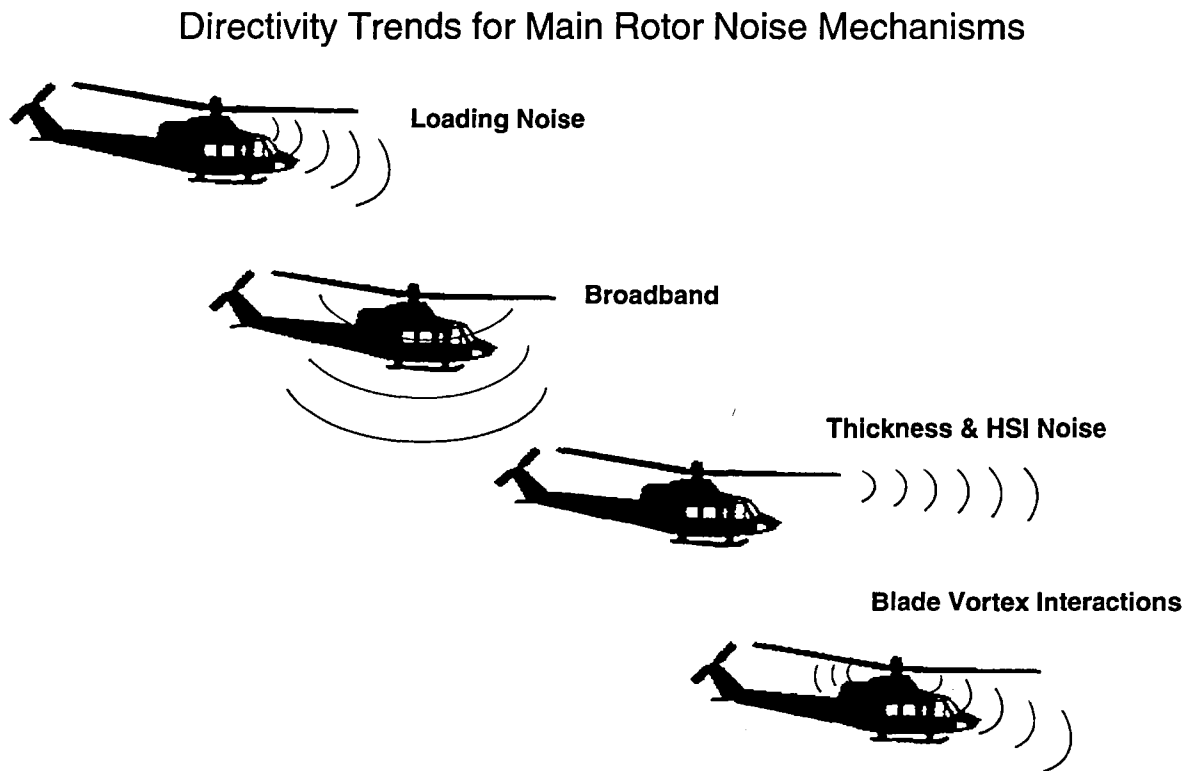 Directivity Trends for Main Rotor Noise Mechanisms
Loading Noise
Broadband
Thickness & HSI Noise
Blade Vortex Interactions